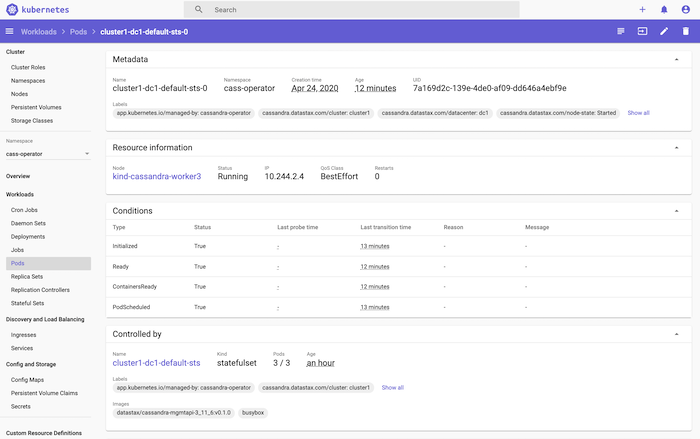 kubernetes
Search
Workloads > Pods > cluster1-dc1-default-sts-0
Cluster
Cluster Roles
Namespaces
Nodes
Persistent Volumes
Storage Classes
Namespace
cass-operator
Overview
Workloads
Cron Jobs
Daemon Sets
Deployments
Jobs
Pods
Replica Sets
Replication Controllers
Stateful Sets
Discovery and Load Balancing
Ingresses
Services
Config and Storage
Config Maps
Persistent Volume Claims
Secrets
Custom Resource Definitions
Metadata
Name Namespace Creation time Age UID
cluster1-dc1-default-sts-0 cass-operator Apr 24, 2020 12 minutes 7a169d2c-139e-4de0-af09-dd646a4ebf9e
Labels
app.kubernetes.io/managed-by: cassandra-operator cassandra.datastax.com/cluster: cluster1 cassandra.datastax.com/datacenter: dc1 cassandra.datastax.com/node-state: Started Show all
Resource information
Node Status IP QoS Class Restarts
kind-cassandra-worker3 Running 10.244.2.4 BestEffort 0
Conditions
Type Status Last probe time Last transition time Reason Message
Initialized True - 13 minutes - -
Ready True - 12 minutes - -
ContainersReady True - 12 minutes - -
PodScheduled True - 13 minutes - -
Controlled by
Name Kind Pods Age
cluster1-dc1-default-sts statefulset 3 / 3 an hour
Labels
app.kubernetes.io/managed-by: cassandra-operator cassandra.datastax.com/cluster: cluster1 Show all
Images
datastax/cassandra-mgmtapi-3_11_6:v0.1.0 busybox